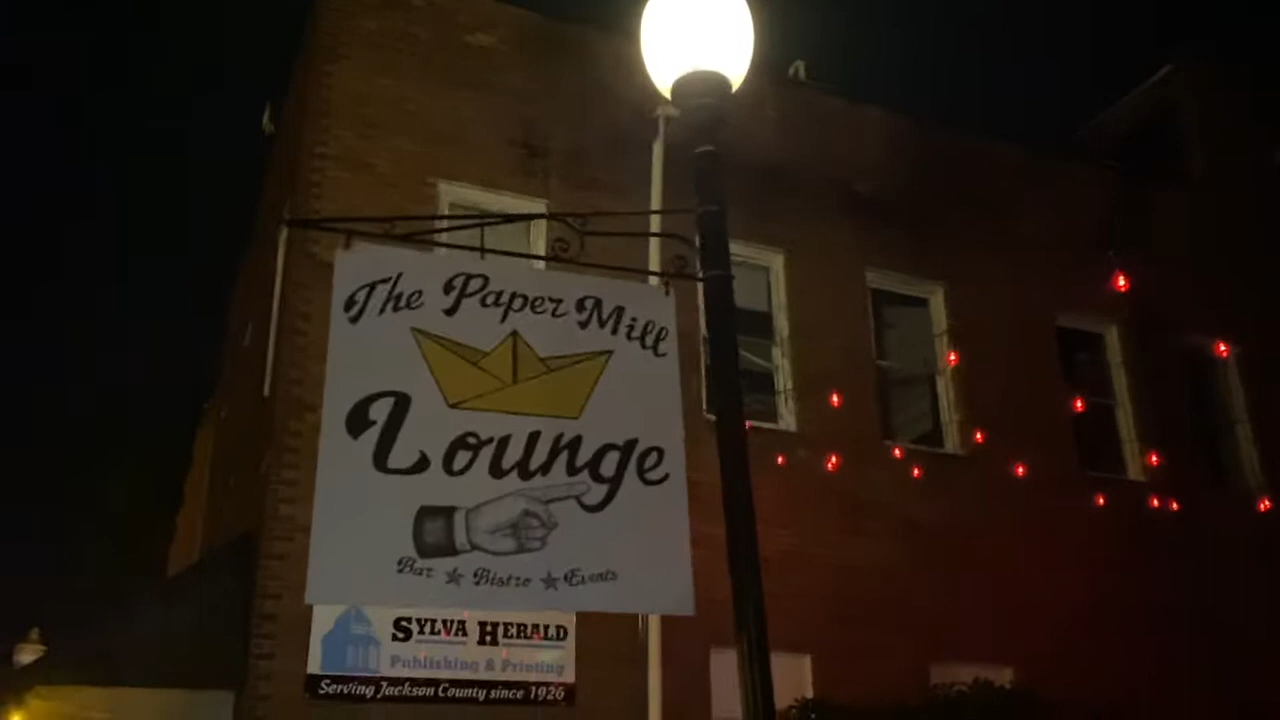 The Paper Mill
Lounge
Bar ★ Bistro ★ Events
SYLVA HERALD
Publishing & Printing
Serving Jackson County since 1926